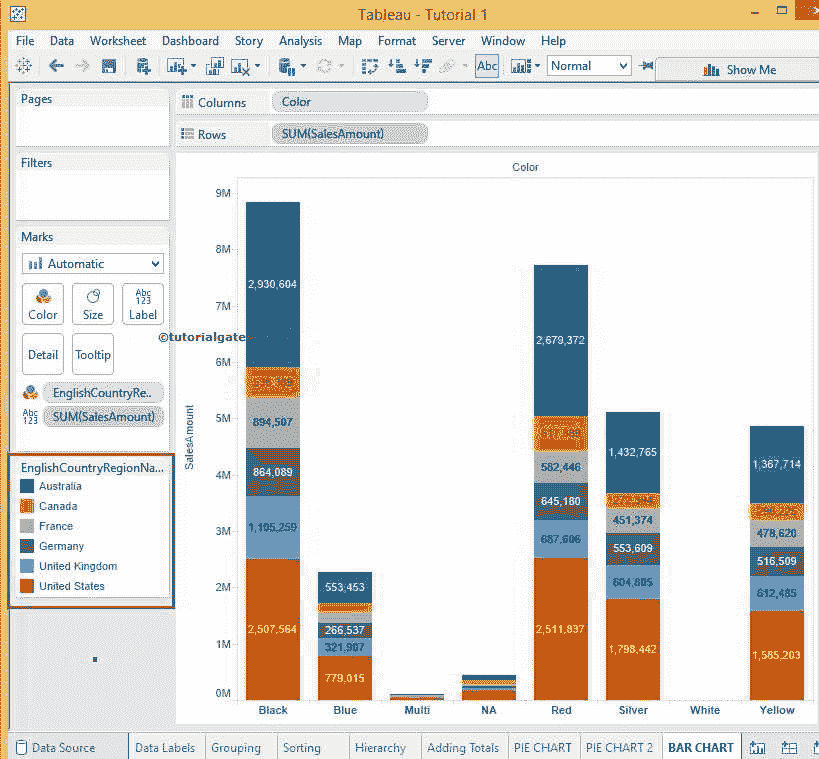 Tableau - Tutorial 1
File Data Worksheet Dashboard Story Analysis Map Format Server Window Help
Abc Normal Show Me
Pages
Columns Color
Rows SUM(SalesAmount)
Filters
Marks
Automatic
Color Size Abc 123 Label
Detail Tooltip
EnglishCountryRe..
Abc 123 SUM(SalesAmount)
EnglishCountryRegionNa...
Australia
Canada
France
Germany
United Kingdom
United States
©tutorialgate
Color
SalesAmount
9M
8M
7M
6M
5M
4M
3M
2M
1M
0M
2,930,604
894,507
864,089
1,105,259
2,507,564
553,453
266,537
321,907
779,015
2,679,372
582,446
645,180
687,606
2,511,837
1,432,765
451,374
553,609
604,805
1,798,442
1,367,714
478,620
516,509
612,485
1,585,203
Black Blue Multi NA Red Silver White Yellow
Data Source Data Labels Grouping Sorting Hierarchy Adding Totals PIE CHART PIE CHART 2 BAR CHART